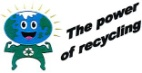 The power
of recycling